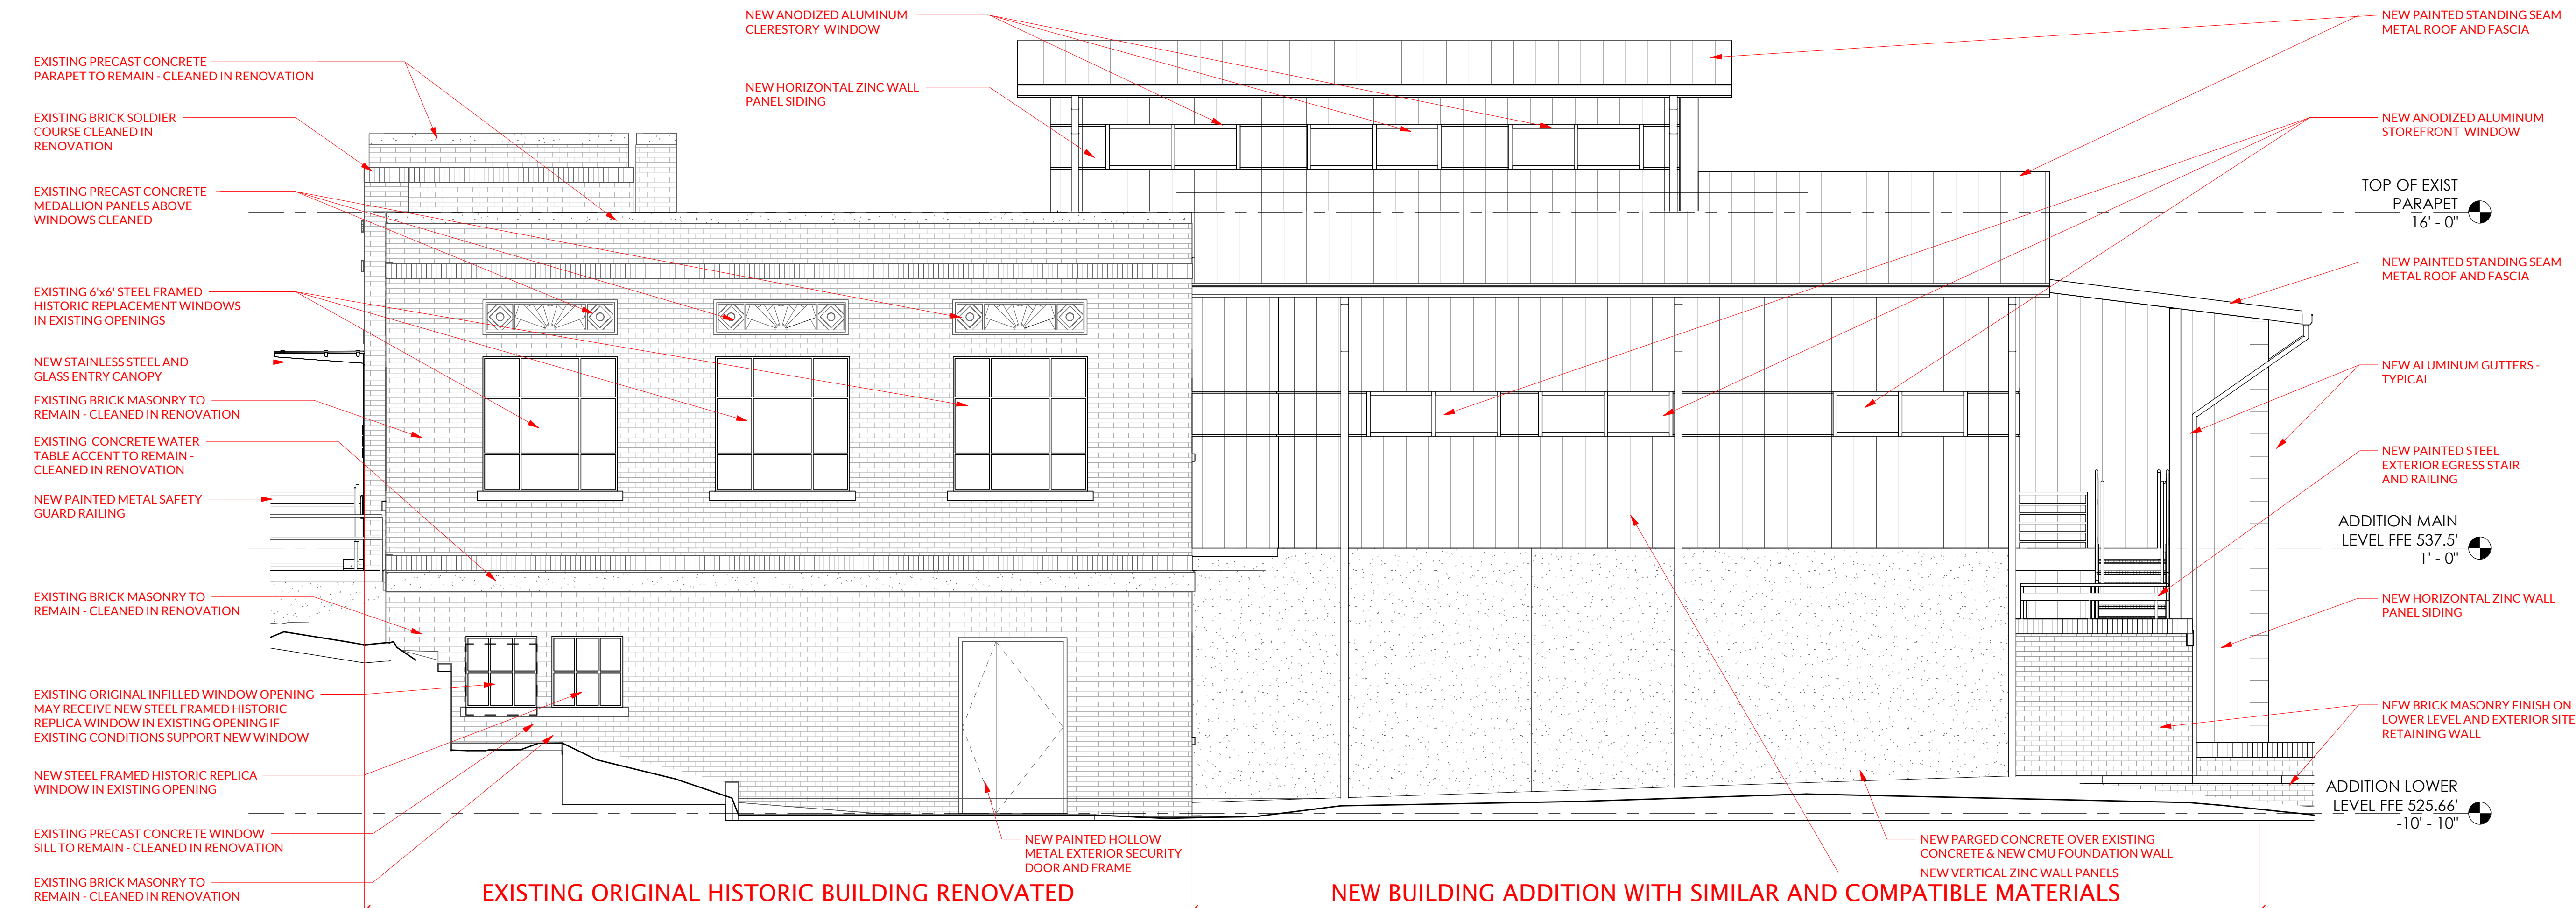 EXISTING PRECAST CONCRETE
PARAPET TO REMAIN - CLEANED IN RENOVATION
EXISTING BRICK SOLDIER
COURSE CLEANED IN
RENOVATION
EXISTING PRECAST CONCRETE
MEDALLION PANELS ABOVE
WINDOWS CLEANED
EXISTING 6'x6' STEEL FRAMED
HISTORIC REPLACEMENT WINDOWS
IN EXISTING OPENINGS
NEW STAINLESS STEEL AND
GLASS ENTRY CANOPY
EXISTING BRICK MASONRY TO
REMAIN - CLEANED IN RENOVATION
EXISTING CONCRETE WATER
TABLE ACCENT TO REMAIN -
CLEANED IN RENOVATION
NEW PAINTED METAL SAFETY
GUARD RAILING
EXISTING BRICK MASONRY TO
REMAIN - CLEANED IN RENOVATION
EXISTING ORIGINAL INFILLED WINDOW OPENING
MAY RECEIVE NEW STEEL FRAMED HISTORIC
REPLICA WINDOW IN EXISTING OPENING IF
EXISTING CONDITIONS SUPPORT NEW WINDOW
NEW STEEL FRAMED HISTORIC REPLICA
WINDOW IN EXISTING OPENING
EXISTING PRECAST CONCRETE WINDOW
SILL TO REMAIN - CLEANED IN RENOVATION
EXISTING BRICK MASONRY TO
REMAIN - CLEANED IN RENOVATION
NEW ANODIZED ALUMINUM
CLERESTORY WINDOW
NEW HORIZONTAL ZINC WALL
PANEL SIDING
NEW PAINTED HOLLOW
METAL EXTERIOR SECURITY
DOOR AND FRAME
NEW PARGED CONCRETE OVER EXISTING
CONCRETE & NEW CMU FOUNDATION WALL
NEW VERTICAL ZINC WALL PANELS
EXISTING ORIGINAL HISTORIC BUILDING RENOVATED
NEW BUILDING ADDITION WITH SIMILAR AND COMPATIBLE MATERIALS
NEW PAINTED STANDING SEAM
METAL ROOF AND FASCIA
NEW ANODIZED ALUMINUM
STOREFRONT WINDOW
TOP OF EXIST
PARAPET
16' - 0"
NEW PAINTED STANDING SEAM
METAL ROOF AND FASCIA
NEW ALUMINUM GUTTERS -
TYPICAL
NEW PAINTED STEEL
EXTERIOR EGRESS STAIR
AND RAILING
ADDITION MAIN
LEVEL FFE 537.5'
1' - 0"
NEW HORIZONTAL ZINC WALL
PANEL SIDING
NEW BRICK MASONRY FINISH ON
LOWER LEVEL AND EXTERIOR SITE
RETAINING WALL
ADDITION LOWER
LEVEL FFE 525.66'
-10' - 10"